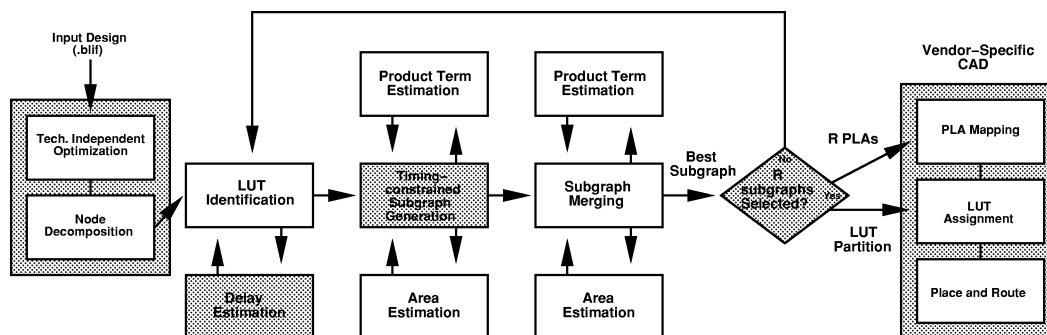 Input Design
(.blif)
Tech. Independent
Optimization
Node
Decomposition
LUT
Identification
Delay
Estimation
Product Term
Estimation
Timing-
constrained
Subgraph
Generation
Area
Estimation
Product Term
Estimation
Subgraph
Merging
Area
Estimation
Best
Subgraph
No
R
subgraphs
Selected?
Yes
R PLAs
LUT
Partition
Vendor-Specific
CAD
PLA Mapping
LUT
Assignment
Place and Route